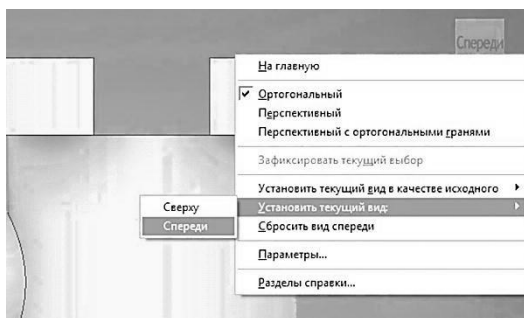 Спереди
На главную
Ортогональный
Перспективный
Перспективный с ортогональными гранями
Зафиксировать текущий выбор
Установить текущий вид в качестве исходного
Установить текущий вид:
Сверху
Спереди
Сбросить вид спереди
Параметры...
Разделы справки...